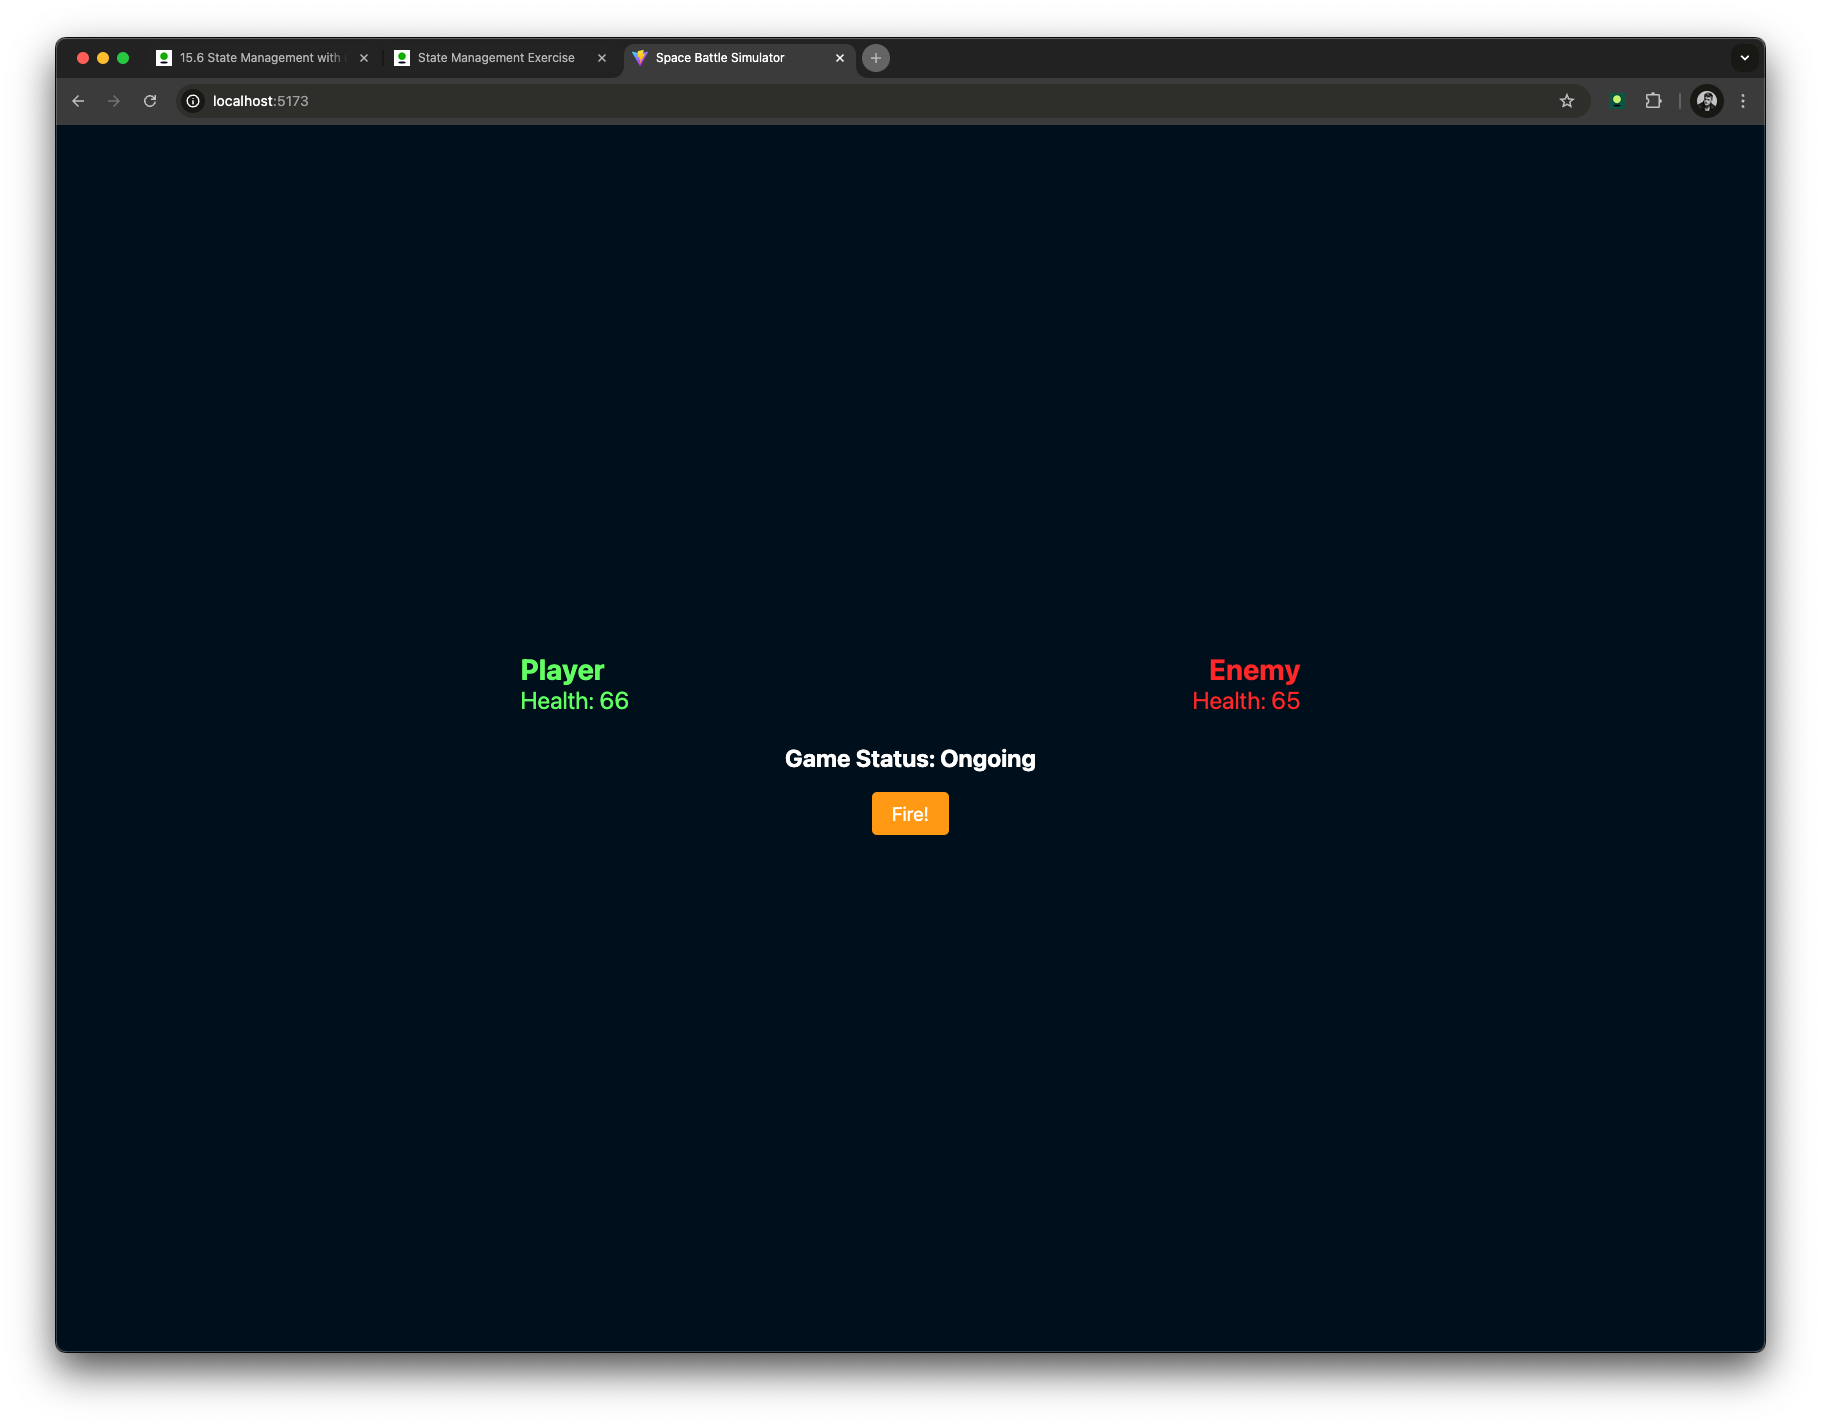 15.6 State Management with
State Management Exercise
Space Battle Simulator
localhost:5173
Player
Health: 66
Enemy
Health: 65
Game Status: Ongoing
Fire!